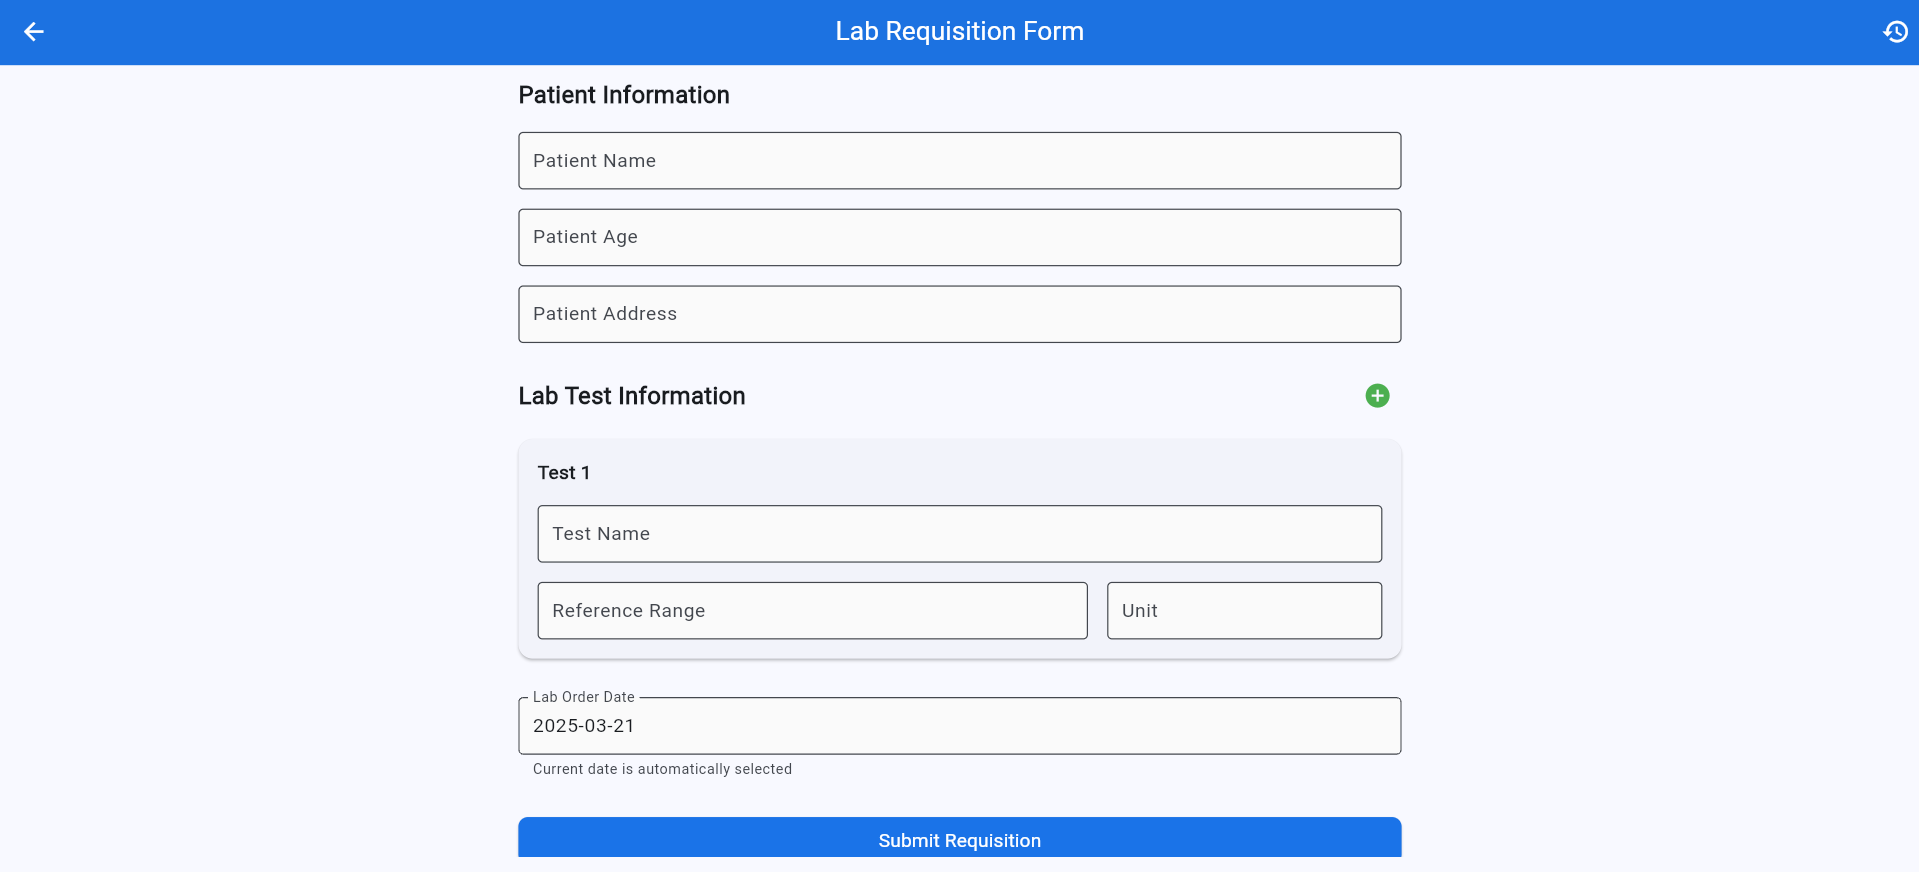 Lab Requisition Form
Patient Information
Patient Name
Patient Age
Patient Address
Lab Test Information
Test 1
Test Name
Reference Range
Unit
Lab Order Date
2025-03-21
Current date is automatically selected
Submit Requisition